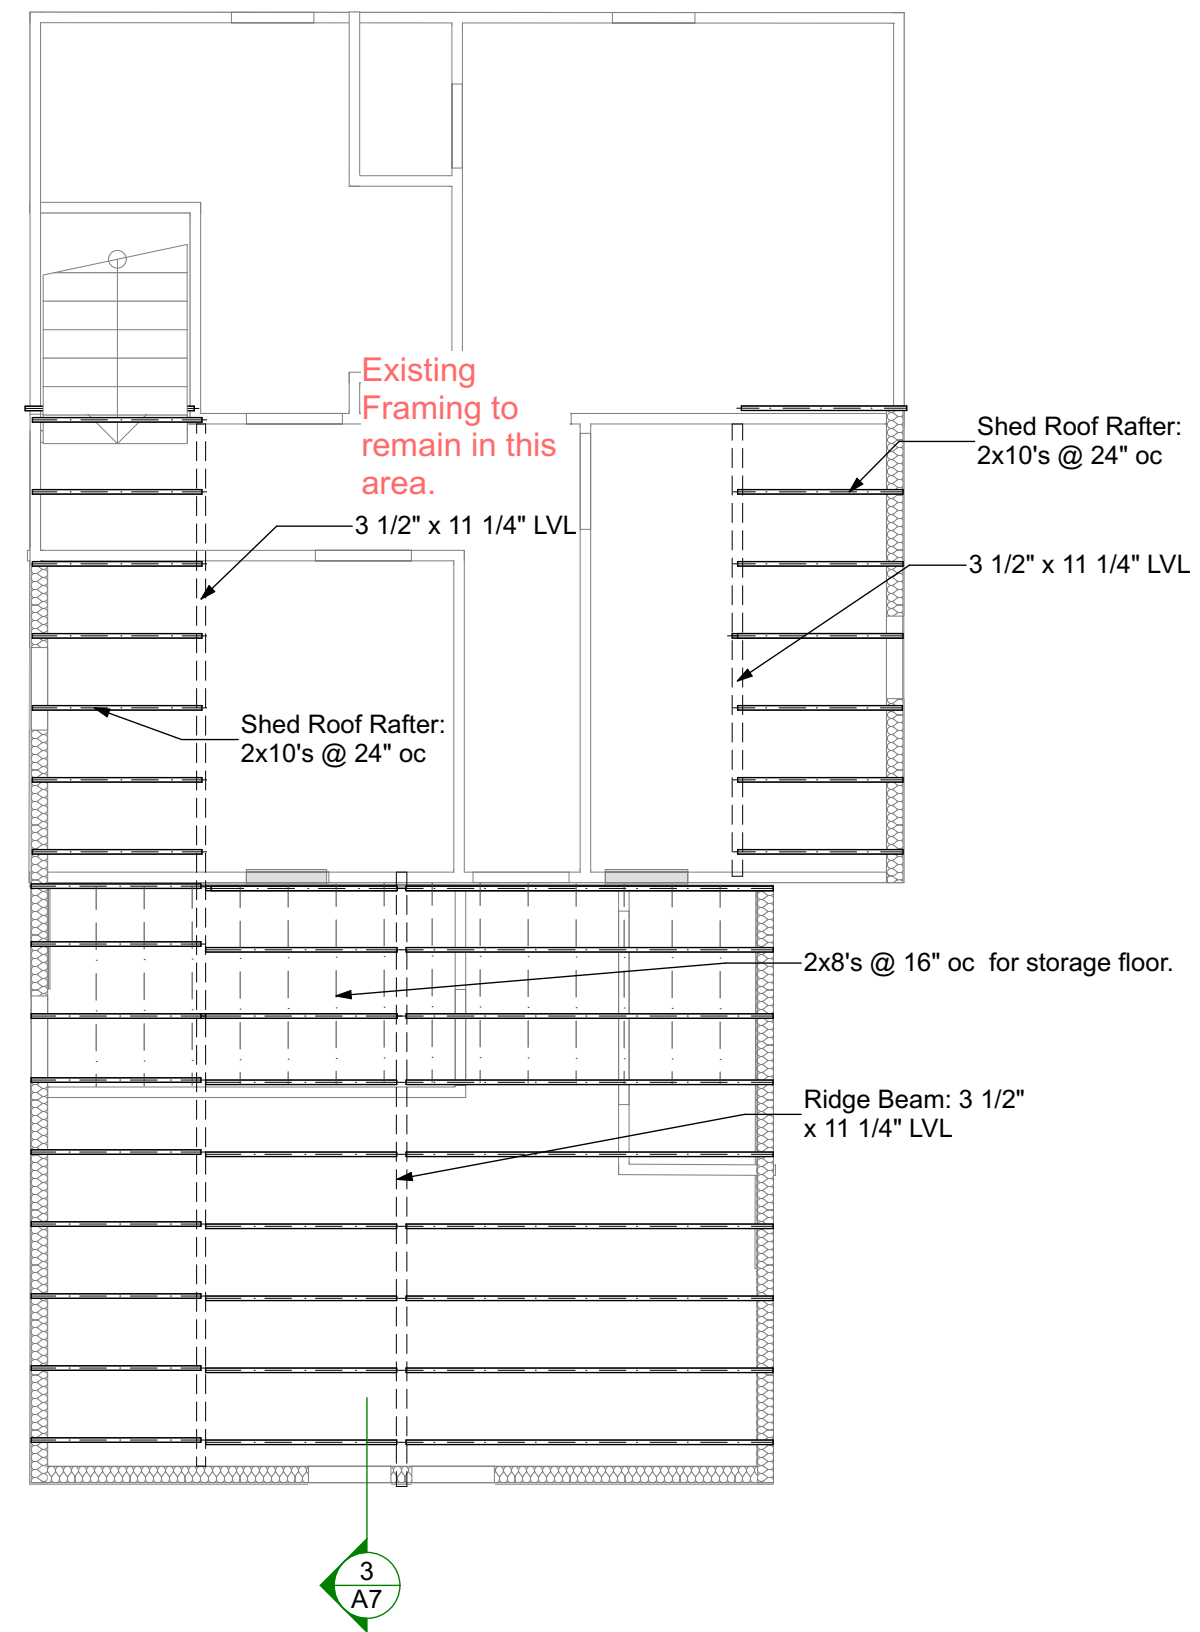 Existing
Framing to
remain in this
area.
Shed Roof Rafter:
2x10's @ 24" oc
3 1/2" x 11 1/4" LVL
3 1/2" x 11 1/4" LVL
Shed Roof Rafter:
2x10's @ 24" oc
2x8's @ 16" oc  for storage floor.
Ridge Beam: 3 1/2"
x 11 1/4" LVL
3
A7